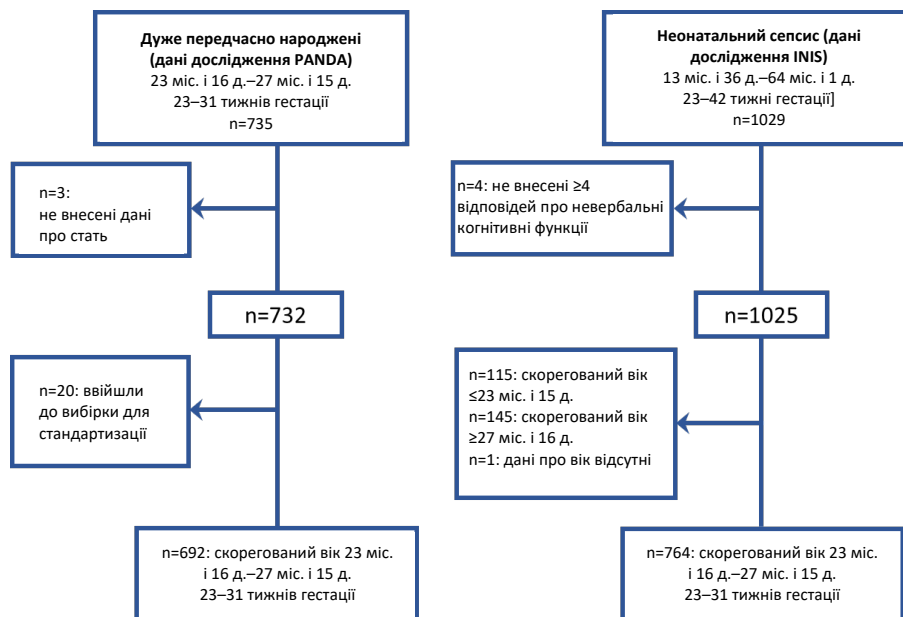 Дуже передчасно народжені
(дані дослідження PANDA)
23 міс. і 16 д.–27 міс. і 15 д.
23–31 тижнів гестації
n=735
n=3:
не внесені дані
про стать
n=732
n=20: ввійшли
до вибірки для
стандартизації
n=692: скорегований вік 23 міс.
і 16 д.–27 міс. і 15 д.
23–31 тижнів гестації
Неонатальний сепсис (дані
дослідження INIS)
13 міс. і 36 д.–64 міс. і 1 д.
23–42 тижні гестації]
n=1029
n=4: не внесені ≥4
відповідей про невербальні
когнітивні функції
n=1025
n=115: скорегований вік
≤23 міс. і 15 д.
n=145: скорегований вік
≥27 міс. і 16 д.
n=1: дані про вік відсутні
n=764: скорегований вік 23 міс.
і 16 д.–27 міс. і 15 д.
23–31 тижнів гестації